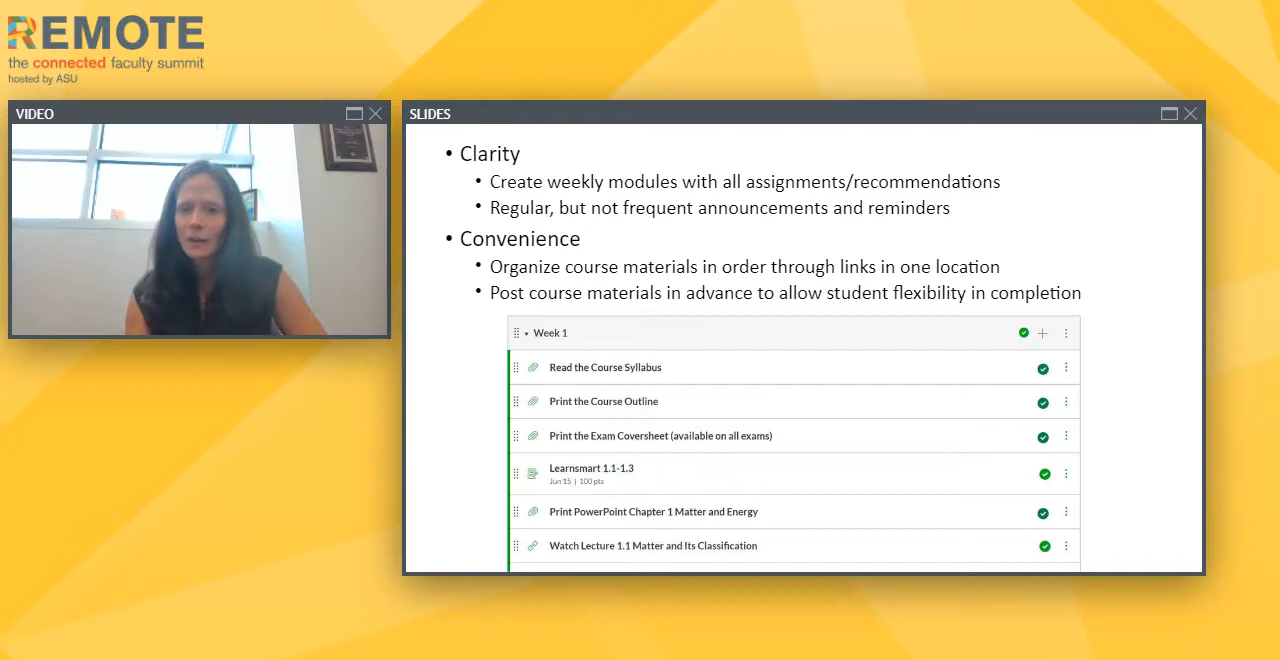 REMOTE
the connected faculty summit
hosted by ASU
VIDEO
SLIDES
• Clarity
• Create weekly modules with all assignments/recommendations
• Regular, but not frequent announcements and reminders
• Convenience
• Organize course materials in order through links in one location
• Post course materials in advance to allow student flexibility in completion
Week 1
Read the Course Syllabus
Print the Course Outline
Print the Exam Coversheet (available on all exams)
Learnsmart 1.1-1.3
Jun 15 | 100 pts
Print PowerPoint Chapter 1 Matter and Energy
Watch Lecture 1.1 Matter and Its Classification